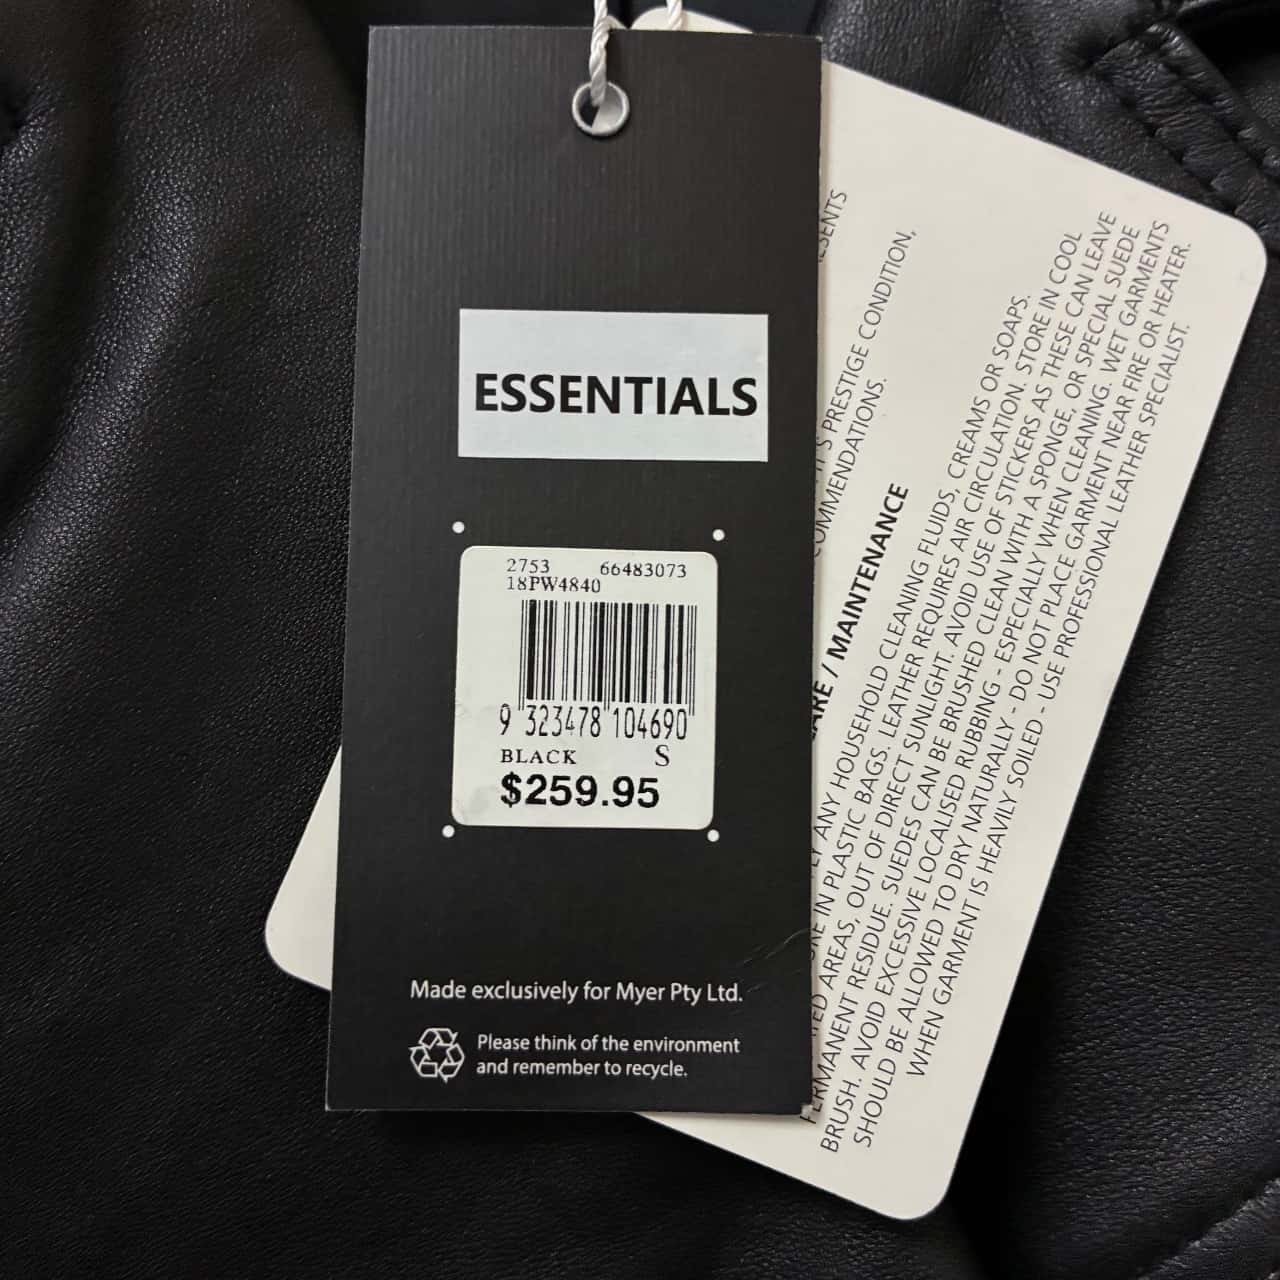 ESSENTIALS
2753 66483073
18PW4840
9 323478 104690
BLACK S
$259.95
Made exclusively for Myer Pty Ltd.
Please think of the environment
and remember to recycle.
PRESTIGE CONDITION,
MAINTENANCE
ANY HOUSEHOLD CLEANING FLUIDS, CREAMS OR SOAPS.
IN PLASTIC BAGS. LEATHER REQUIRES AIR CIRCULATION. STORE IN COOL
AREAS, OUT OF DIRECT SUNLIGHT. AVOID USE OF STICKERS AS THESE CAN LEAVE
PERMANENT RESIDUE. SUEDES CAN BE BRUSHED CLEAN WITH A SPONGE, OR SPECIAL SUEDE
BRUSH. AVOID EXCESSIVE LOCALISED RUBBING - ESPECIALLY WHEN CLEANING. WET GARMENTS
SHOULD BE ALLOWED TO DRY NATURALLY - DO NOT PLACE GARMENT NEAR FIRE OR HEATER.
WHEN GARMENT IS HEAVILY SOILED - USE PROFESSIONAL LEATHER SPECIALIST.